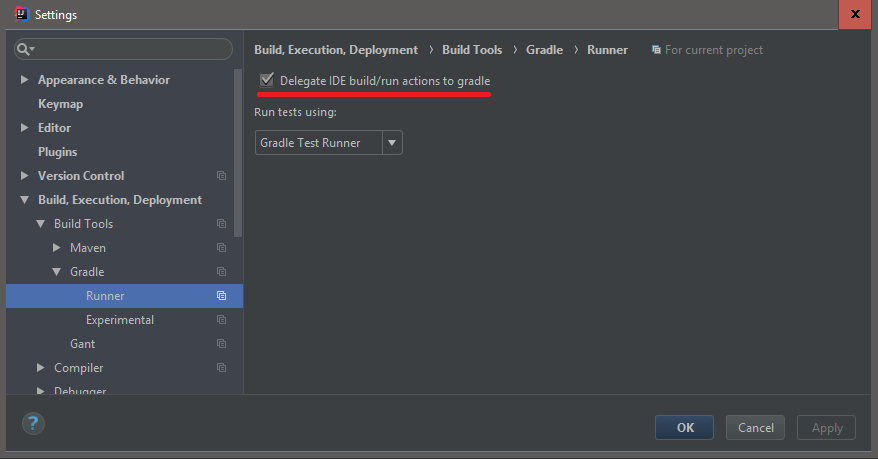 Settings
Build, Execution, Deployment › Build Tools › Gradle › Runner For current project
Delegate IDE build/run actions to gradle
Run tests using:
Gradle Test Runner
Appearance & Behavior
Keymap
Editor
Plugins
Version Control
Build, Execution, Deployment
Build Tools
Maven
Gradle
Runner
Experimental
Gant
Compiler
Debugger
?
OK Cancel Apply